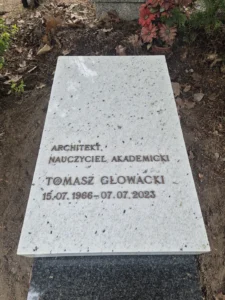 ARCHITEKT,
NAUCZYCIEL AKADEMICKI
TOMASZ GŁOWACKI
15.07.1966–07.07.2023